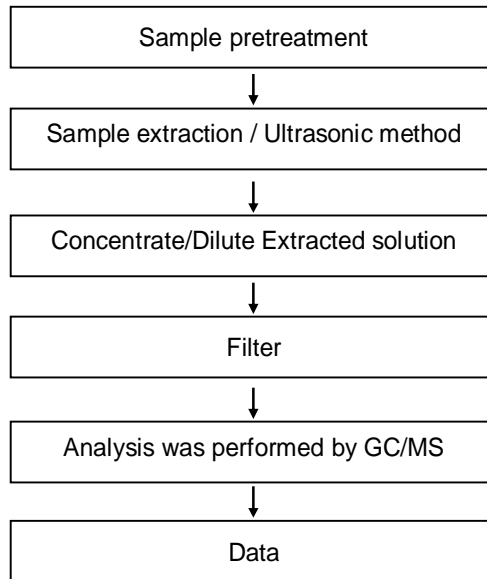 Sample pretreatment
Sample extraction / Ultrasonic method
Concentrate/Dilute Extracted solution
Filter
Analysis was performed by GC/MS
Data